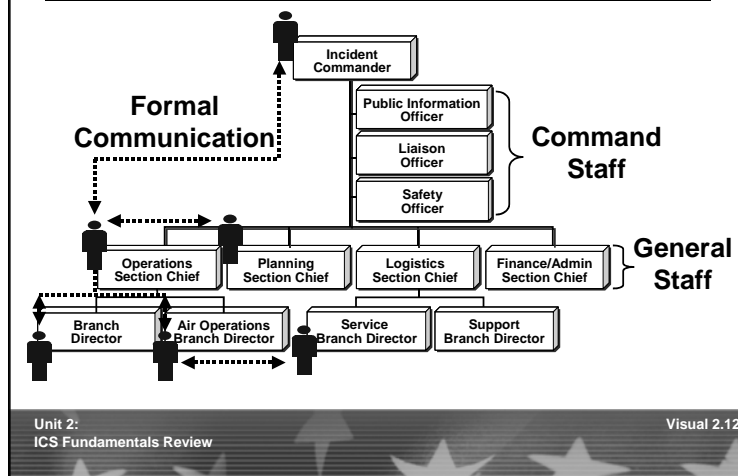 Incident
Commander
Formal
Communication
Public Information
Officer
Liaison
Officer
Safety
Officer
Command
Staff
Operations
Section Chief
Planning
Section Chief
Logistics
Section Chief
Finance/Admin
Section Chief
General
Staff
Branch
Director
Air Operations
Branch Director
Service
Branch Director
Support
Branch Director
Unit 2:
ICS Fundamentals Review
Visual 2.12